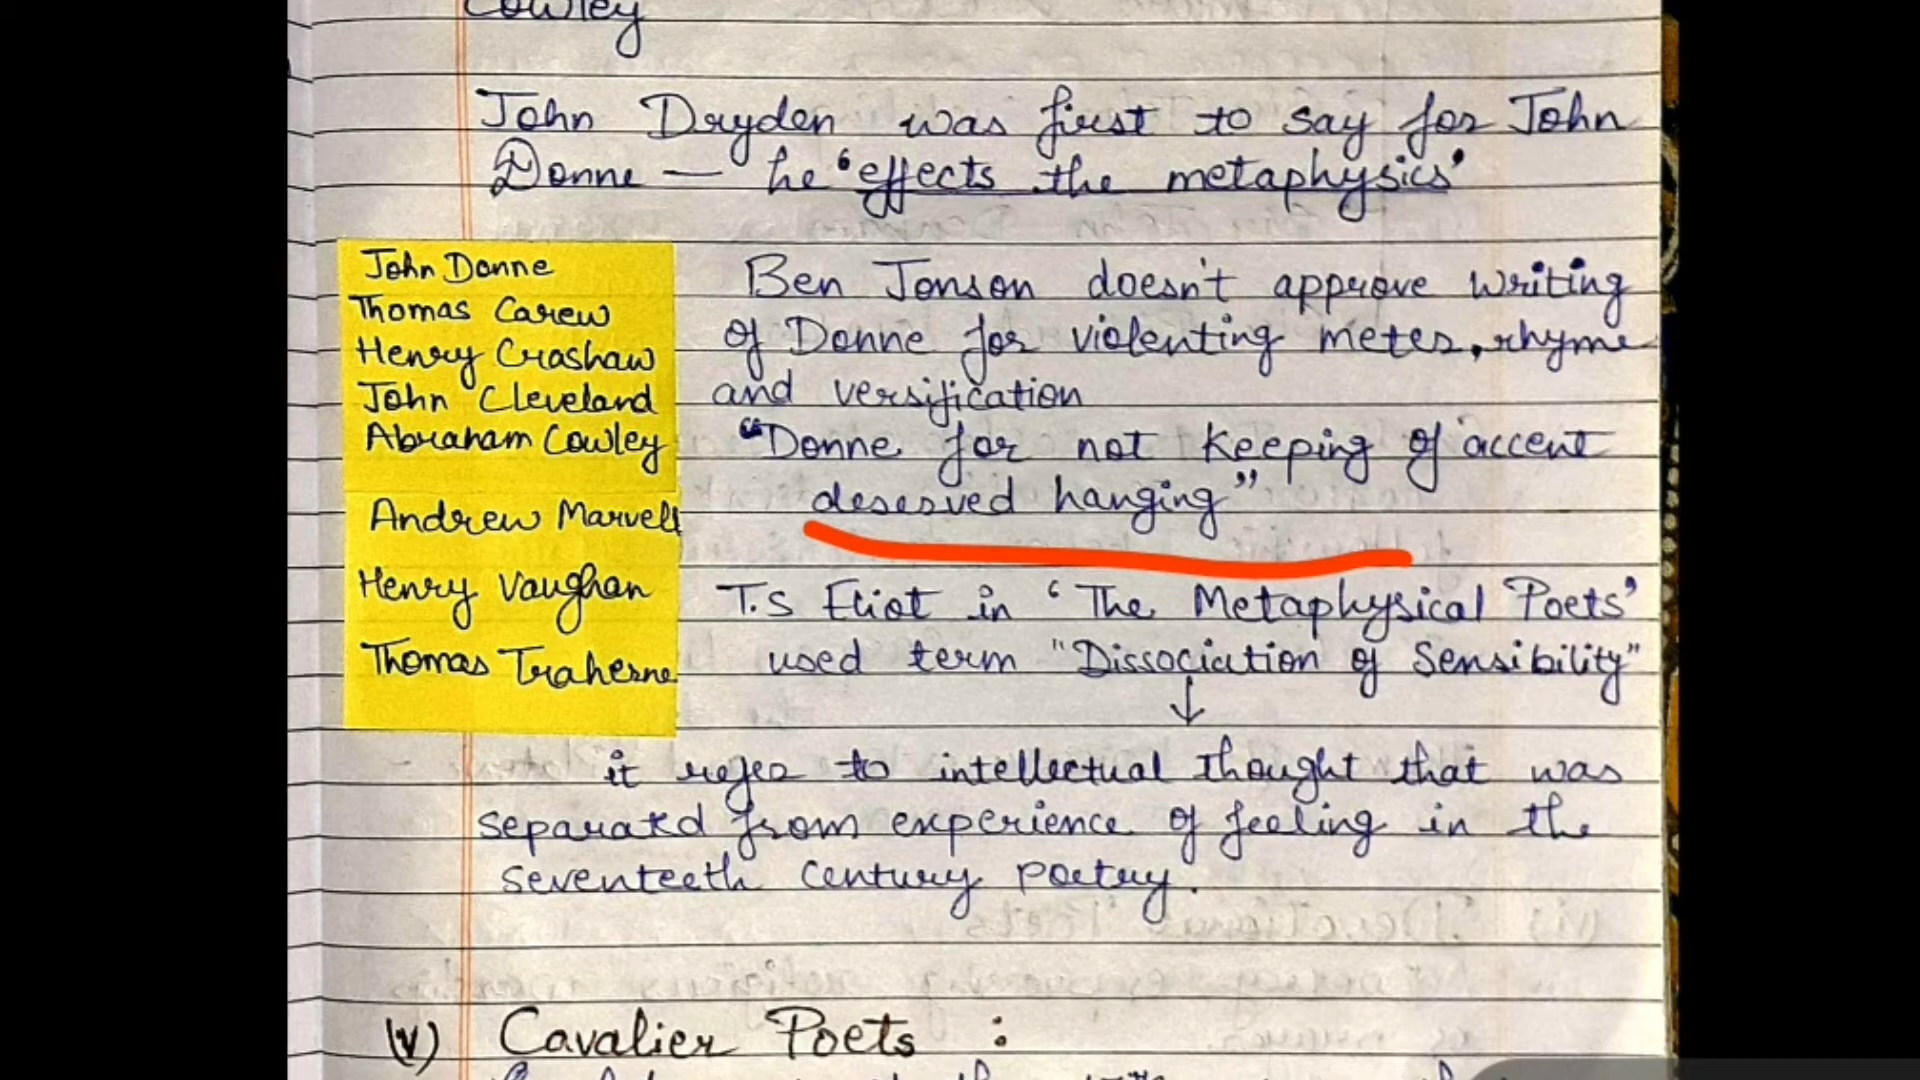 Cowley
John Dryden was first to say for John
Donne — he 'effects the metaphysics'
John Donne
Thomas Carew
Henry Crashaw
John Cleveland
Abraham Cowley
Andrew Marvell
Henry Vaughan
Thomas Traherne
Ben Jonson doesn't approve writing
of Donne for violenting meter, rhyme
and versification
"Donne for not keeping of accent
deserved hanging"
T.S Eliot in 'The Metaphysical Poets'
used term "Dissociation of Sensibility"
↓
it refer to intellectual thought that was
separatd from experience of feeling in the
seventeeth century poetry.
(V) Cavalier Poets :